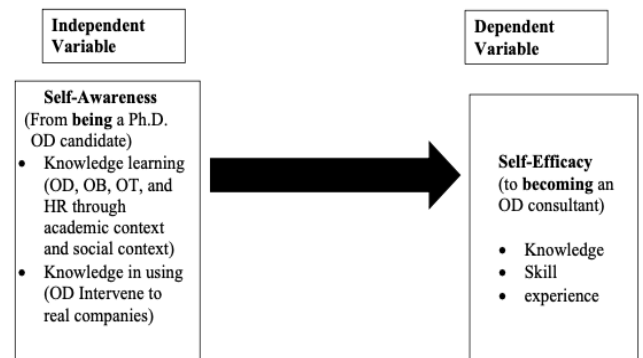 Independent
Variable
Dependent
Variable
Self-Awareness
(From being a Ph.D.
OD candidate)
• Knowledge learning
(OD, OB, OT, and
HR through
academic context
and social context)
• Knowledge in using
(OD Intervene to
real companies)
Self-Efficacy
(to becoming an
OD consultant)
• Knowledge
• Skill
• experience